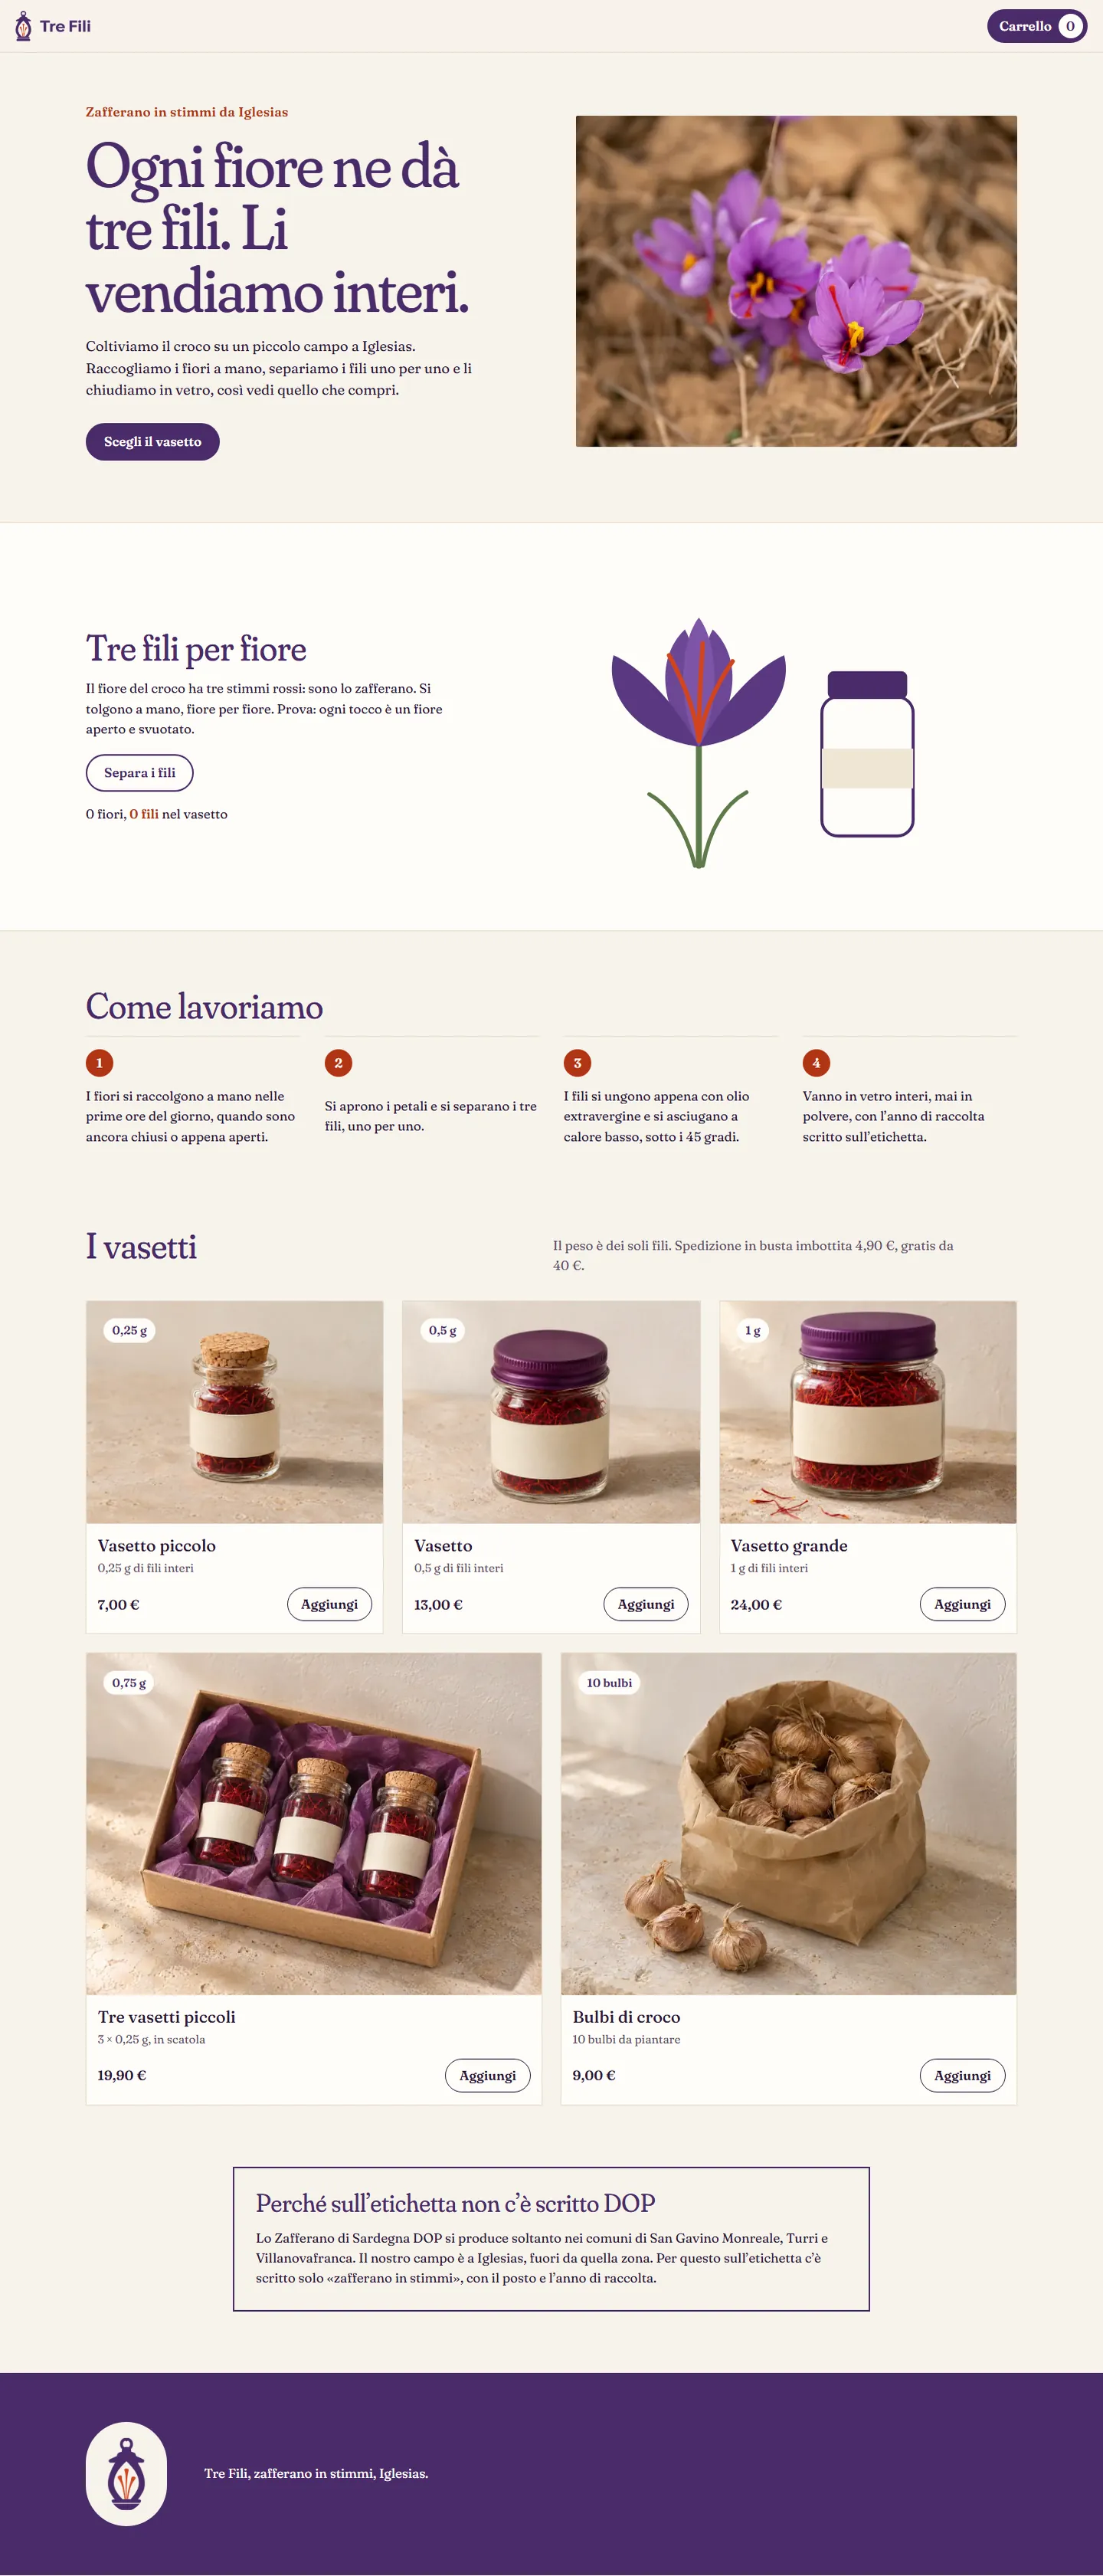 Tre Fili
Carrello 0
Zafferano in stimmi da Iglesias
Ogni fiore ne dà
tre fili. Li
vendiamo interi.
Coltiviamo il croco su un piccolo campo a Iglesias.
Raccogliamo i fiori a mano, separiamo i fili uno per uno e li
chiudiamo in vetro, così vedi quello che compri.
Scegli il vasetto
Tre fili per fiore
Il fiore del croco ha tre stimmi rossi: sono lo zafferano. Si
tolgono a mano, fiore per fiore. Prova: ogni tocco è un fiore
aperto e svuotato.
Separa i fili
0 fiori, 0 fili nel vasetto
Come lavoriamo
1
I fiori si raccolgono a mano nelle
prime ore del giorno, quando sono
ancora chiusi o appena aperti.
2
Si aprono i petali e si separano i tre
fili, uno per uno.
3
I fili si ungono appena con olio
extravergine e si asciugano a
calore basso, sotto i 45 gradi.
4
Vanno in vetro interi, mai in
polvere, con l’anno di raccolta
scritto sull’etichetta.
I vasetti
Il peso è dei soli fili. Spedizione in busta imbottita 4,90 €, gratis da
40 €.
0,25 g
Vasetto piccolo
0,25 g di fili interi
7,00 €
Aggiungi
0,5 g
Vasetto
0,5 g di fili interi
13,00 €
Aggiungi
1 g
Vasetto grande
1 g di fili interi
24,00 €
Aggiungi
0,75 g
Tre vasetti piccoli
3 × 0,25 g, in scatola
19,90 €
Aggiungi
10 bulbi
Bulbi di croco
10 bulbi da piantare
9,00 €
Aggiungi
Perché sull’etichetta non c’è scritto DOP
Lo Zafferano di Sardegna DOP si produce soltanto nei comuni di San Gavino Monreale, Turri e
Villanovafranca. Il nostro campo è a Iglesias, fuori da quella zona. Per questo sull’etichetta c’è
scritto solo «zafferano in stimmi», con il posto e l’anno di raccolta.
Tre Fili, zafferano in stimmi, Iglesias.